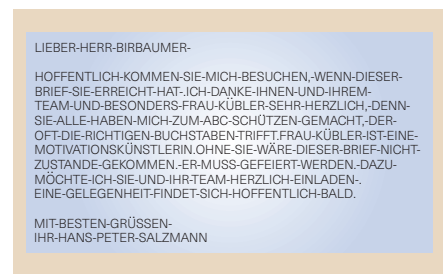 LIEBER-HERR-BIRBAUMER-
HOFFENTLICH-KOMMEN-SIE-MICH-BESUCHEN,-WENN-DIESER-
BRIEF-SIE-ERREICHT-HAT-.ICH-DANKE-IHNEN-UND-IHREM-
TEAM-UND-BESONDERS-FRAU-KÜBLER-SEHR-HERZLICH,-DENN-
SIE-ALLE-HABEN-MICH-ZUM-ABC-SCHÜTZEN-GEMACHT,-DER-
OFT-DIE-RICHTIGEN-BUCHSTABEN-TRIFFT.FRAU-KÜBLER-IST-EINE-
MOTIVATIONSKÜNSTLERIN.OHNE-SIE-WÄRE-DIESER-BRIEF-NICHT-
ZUSTANDE-GEKOMMEN.-ER-MUSS-GEFEIERT-WERDEN.-DAZU-
MÖCHTE-ICH-SIE-UND-IHR-TEAM-HERZLICH-EINLADEN-.
EINE-GELEGENHEIT-FINDET-SICH-HOFFENTLICH-BALD.
MIT-BESTEN-GRÜSSEN-
IHR-HANS-PETER-SALZMANN